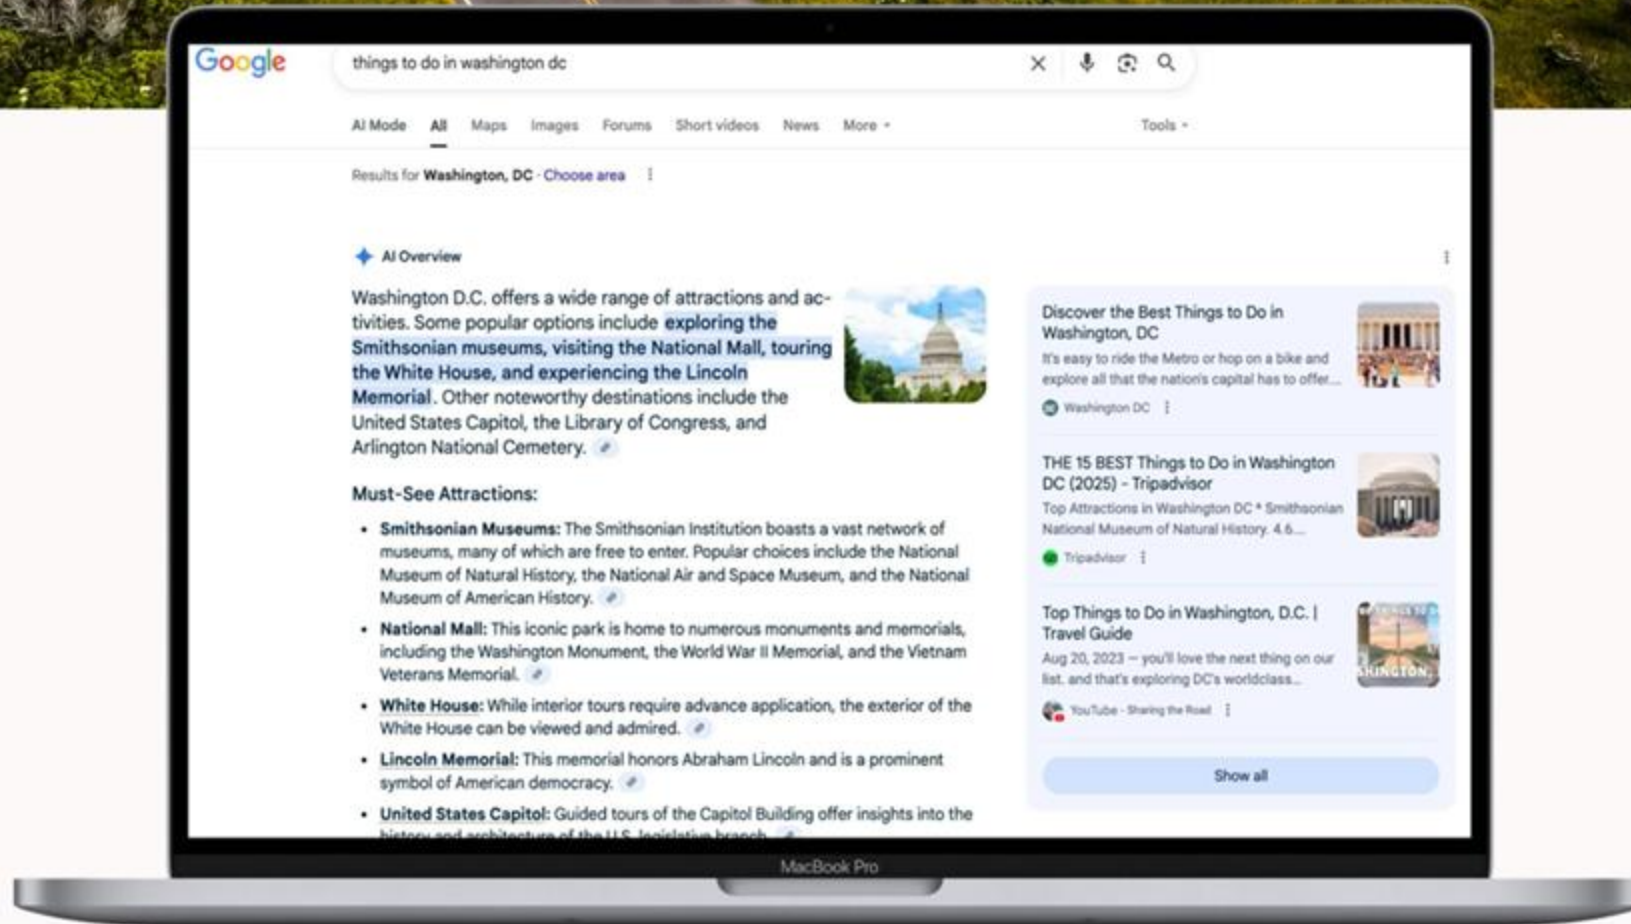 Google
things to do in washington dc
AI Mode All Maps Images Forums Short videos News More Tools
Results for Washington, DC · Choose area
AI Overview
Washington D.C. offers a wide range of attractions and ac-
tivities. Some popular options include exploring the
Smithsonian museums, visiting the National Mall, touring
the White House, and experiencing the Lincoln
Memorial. Other noteworthy destinations include the
United States Capitol, the Library of Congress, and
Arlington National Cemetery.
Must-See Attractions:
• Smithsonian Museums: The Smithsonian Institution boasts a vast network of
museums, many of which are free to enter. Popular choices include the National
Museum of Natural History, the National Air and Space Museum, and the National
Museum of American History.
• National Mall: This iconic park is home to numerous monuments and memorials,
including the Washington Monument, the World War II Memorial, and the Vietnam
Veterans Memorial.
• White House: While interior tours require advance application, the exterior of the
White House can be viewed and admired.
• Lincoln Memorial: This memorial honors Abraham Lincoln and is a prominent
symbol of American democracy.
• United States Capitol: Guided tours of the Capitol Building offer insights into the
history and architecture of the U.S. legislative branch.
Discover the Best Things to Do in
Washington, DC
It's easy to ride the Metro or hop on a bike and
explore all that the nation's capital has to offer....
Washington DC
THE 15 BEST Things to Do in Washington
DC (2025) - Tripadvisor
Top Attractions in Washington DC * Smithsonian
National Museum of Natural History. 4.6...
Tripadvisor
Top Things to Do in Washington, D.C. |
Travel Guide
Aug 20, 2023 — you'll love the next thing on our
list. and that's exploring DC's worldclass...
YouTube - Sharing the Road
Show all
MacBook Pro